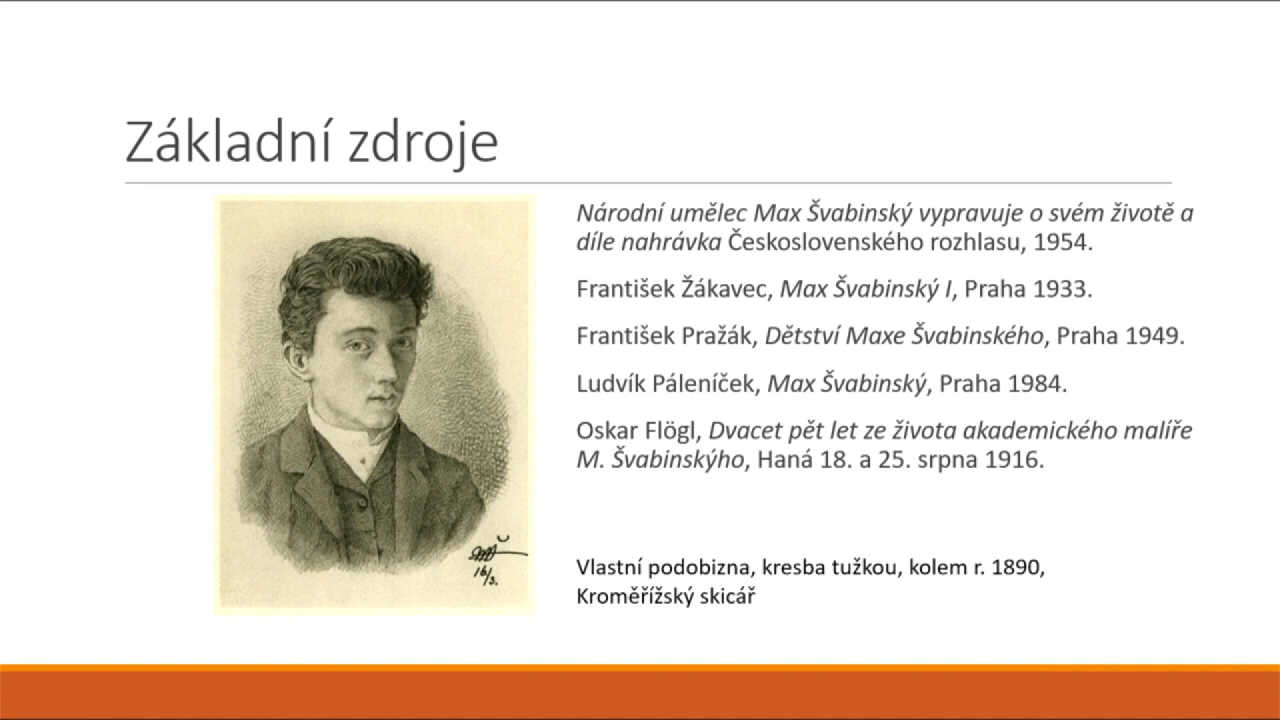 Základní zdroje
Národní umělec Max Švabinský vypravuje o svém životě a
díle nahrávka Československého rozhlasu, 1954.
František Žákavec, Max Švabinský I, Praha 1933.
František Pražák, Dětství Maxe Švabinského, Praha 1949.
Ludvík Páleníček, Max Švabinský, Praha 1984.
Oskar Flögl, Dvacet pět let ze života akademického malíře
M. Švabinskýho, Haná 18. a 25. srpna 1916.
16/3.
Vlastní podobizna, kresba tužkou, kolem r. 1890,
Kroměřížský skicář